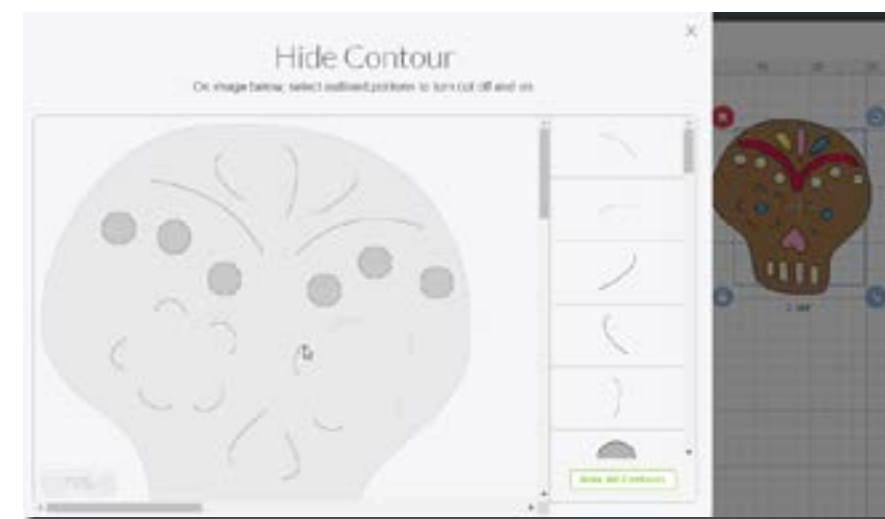 Hide Contour
On image below, select outlined portions to turn cut off and on
Hide All Contours